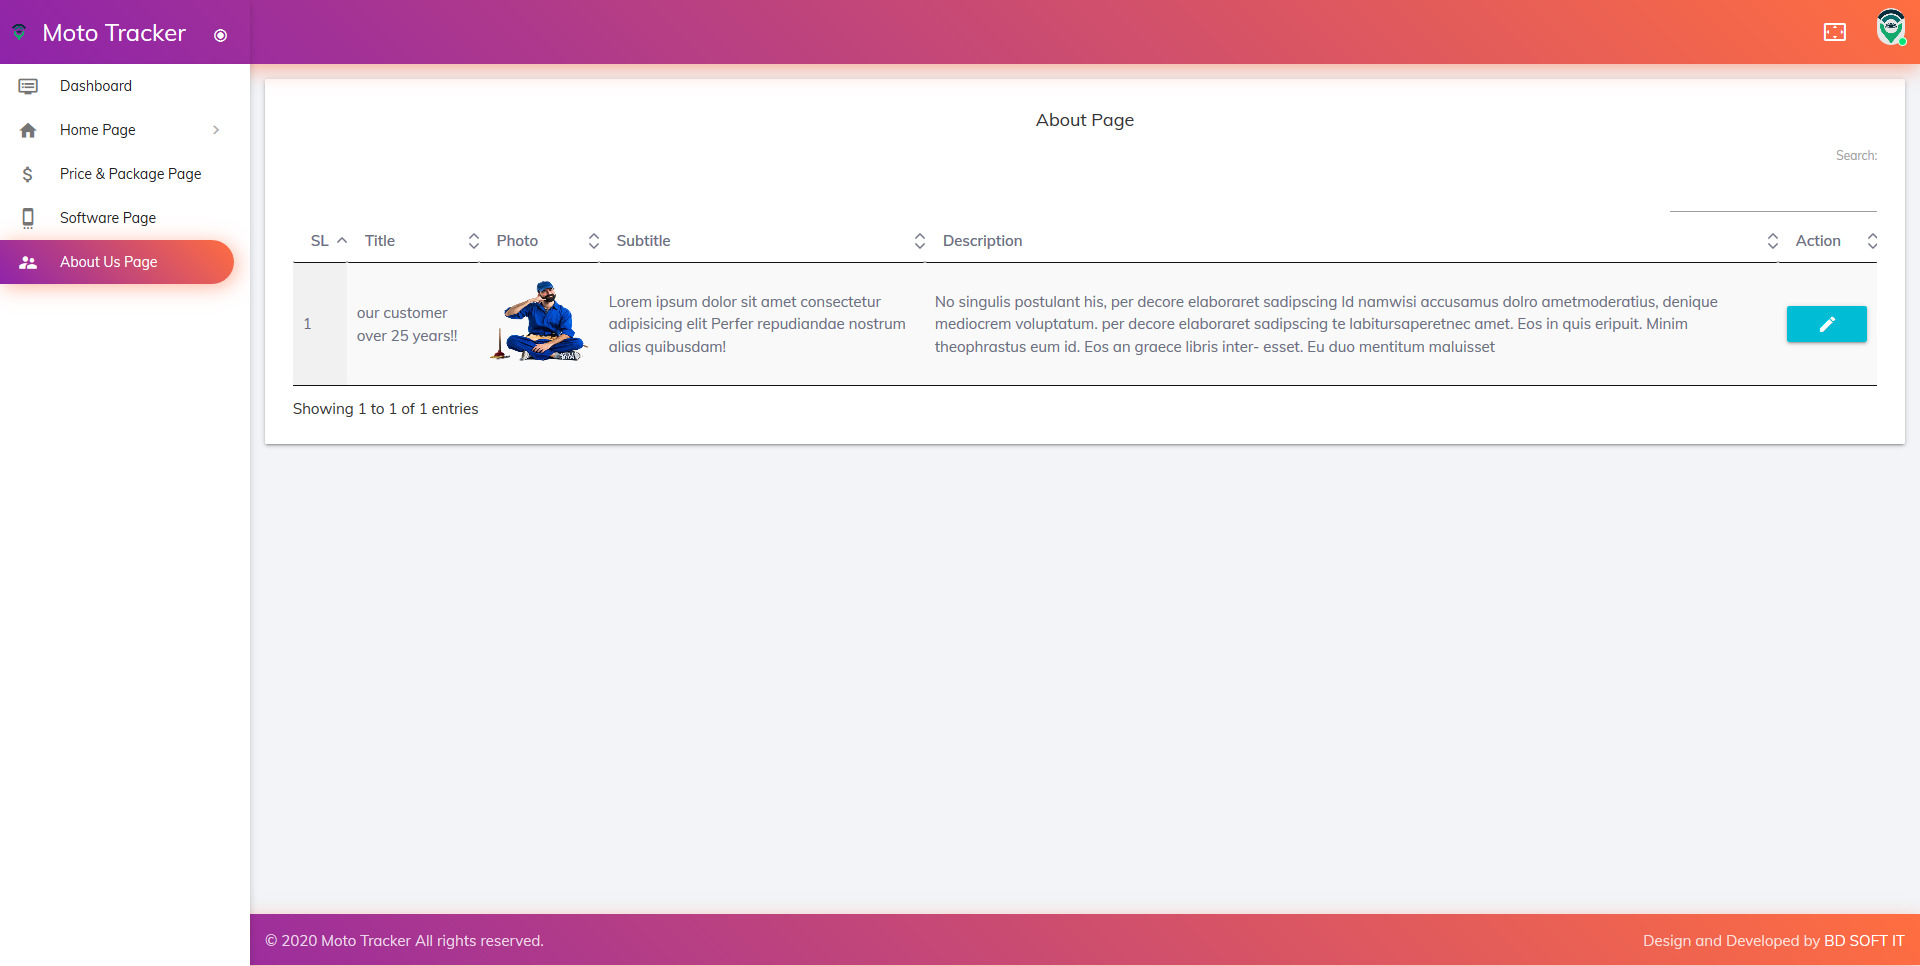 Moto Tracker
Dashboard
Home Page
Price & Package Page
Software Page
About Us Page
About Page
Search:
SL Title Photo Subtitle Description Action
1
our customer
over 25 years!!
Lorem ipsum dolor sit amet consectetur
adipisicing elit Perfer repudiandae nostrum
alias quibusdam!
No singulis postulant his, per decore elaboraret sadipscing Id namwisi accusamus dolro ametmoderatius, denique
mediocrem voluptatum. per decore elaboraret sadipscing te labitursaperetnec amet. Eos in quis eripuit. Minim
theophrastus eum id. Eos an graece libris inter- esset. Eu duo mentitum maluisset
Showing 1 to 1 of 1 entries
© 2020 Moto Tracker All rights reserved.
Design and Developed by BD SOFT IT